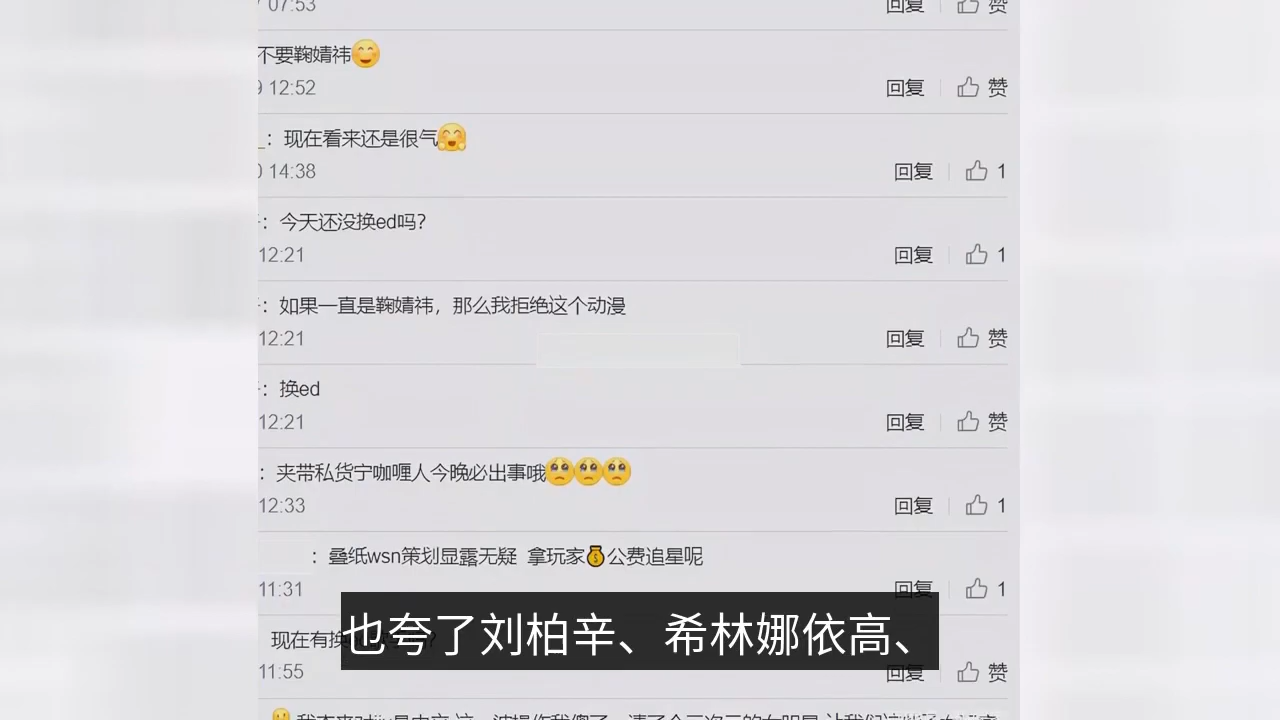 07:53 回复 赞
不要鞠婧祎😊
9 12:52 回复 赞
_：现在看来还是很气🤗
14:38 回复 1
：今天还没换ed吗？
12:21 回复 1
：如果一直是鞠婧祎，那么我拒绝这个动漫
12:21 回复 赞
：换ed
12:21 回复 赞
：夹带私货宁咖喱人今晚必出事哦🥺🥺🥺
12:33 回复 1
：叠纸wsn策划显露无疑 拿玩家💰公费追星呢
11:31 回复 1
现在有换
也夸了刘柏辛、希林娜依高、
11:55 回复 赞